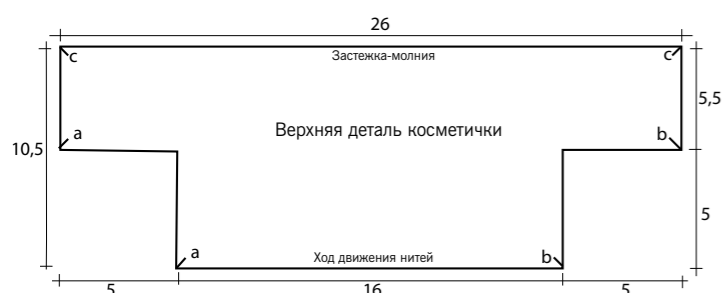 26
c Застежка-молния c
5,5
a Верхняя деталь косметички b
10,5
5
a Ход движения нитей b
5 16 5